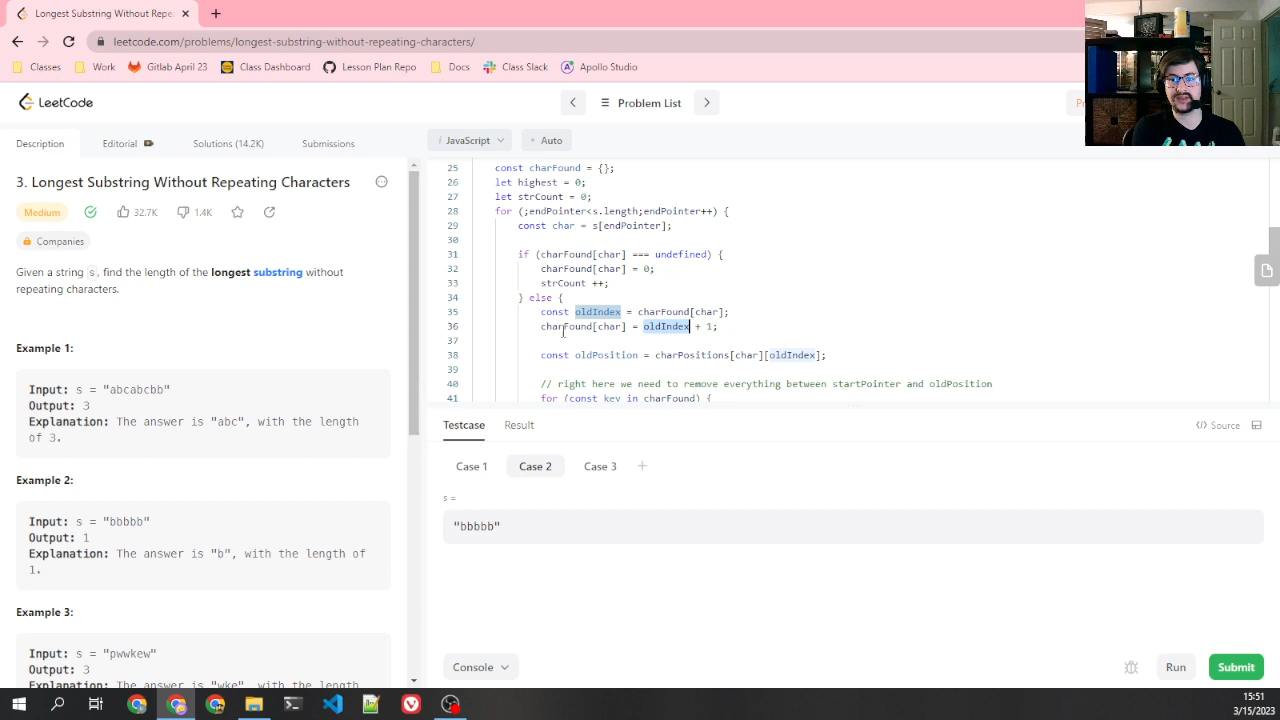 Longest Substring Without Repe
leetcode.com/problems/longest-substring-without-repeating-characters
Classes
Work
Gitlab April 23
Class Dashboard
Lesson Plan Repo
Class Slack
Apollo Studio
LeetCode
Problem List
Description
Editorial
Solutions (14.2K)
Submissions
i JavaScript
Auto
3. Longest Substring Without Repeating Characters
Medium
32.7K
1.4K
Companies
Given a string s, find the length of the longest substring without
repeating characters.
Example 1:
Input: s = "abcabcbb"
Output: 3
Explanation: The answer is "abc", with the length
of 3.
Example 2:
Input: s = "bbbbb"
Output: 1
Explanation: The answer is "b", with the length of
1.
Example 3:
Input: s = "pwwkew"
Output: 3
Explanation: The answer is "wke", with the length
25 const charFound = {};
26 let highest = 0;
27 let strCount = 0;
28 for (;endPointer<s.length;endPointer++) {
29 const char = s[endPointer];
30
31 if (charFound[char] === undefined) {
32 charFound[char] = 0;
33 strCount ++;
34 } else {
35 const oldIndex = charFound[char];
36 charFound[char] = oldIndex + 1;
37
38 const oldPosition = charPositions[char][oldIndex];
39
40 // right here we need to remove everything between startPointer and oldPosition
41 for (const key in charFound) {
Testcase
Result
Source
Case 1
Case 2
Case 3
s =
"bbbbb"
Console
Run
Submit
15:51
3/15/2023